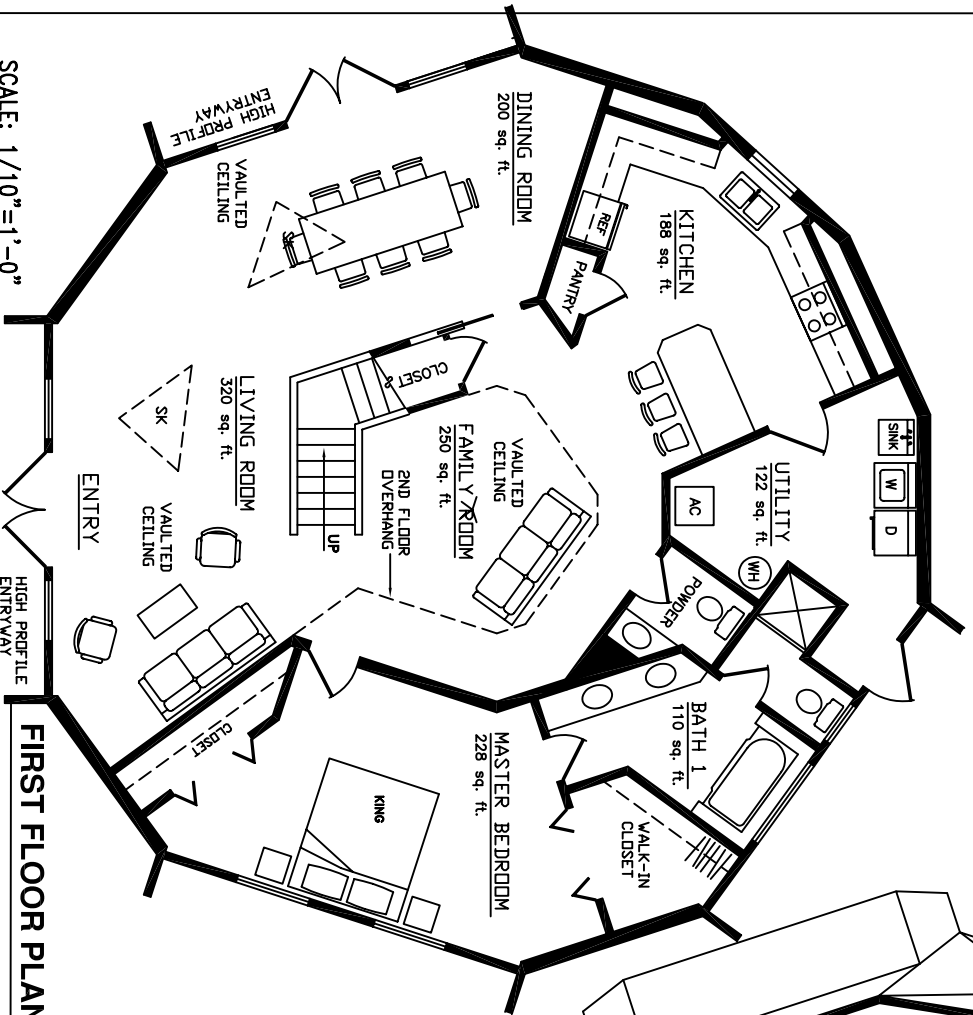 SCALE: 1/10"=1'-0"
HIGH PROFILE
ENTRYWAY
VAULTED
CEILING
DINING ROOM
200 sq. ft.
KITCHEN
188 sq. ft.
REF
PANTRY
CLOSET
LIVING ROOM
320 sq. ft.
SK
UP
FAMILY ROOM
250 sq. ft.
VAULTED
CEILING
2ND FLOOR
OVERHANG
UTILITY
122 sq. ft.
SINK
W
D
AC
WH
POWDER
ENTRY
VAULTED
CEILING
HIGH PROFILE
ENTRYWAY
CLOSET
MASTER BEDROOM
228 sq. ft.
KING
BATH 1
110 sq. ft.
WALK-IN
CLOSET
FIRST FLOOR PLAN